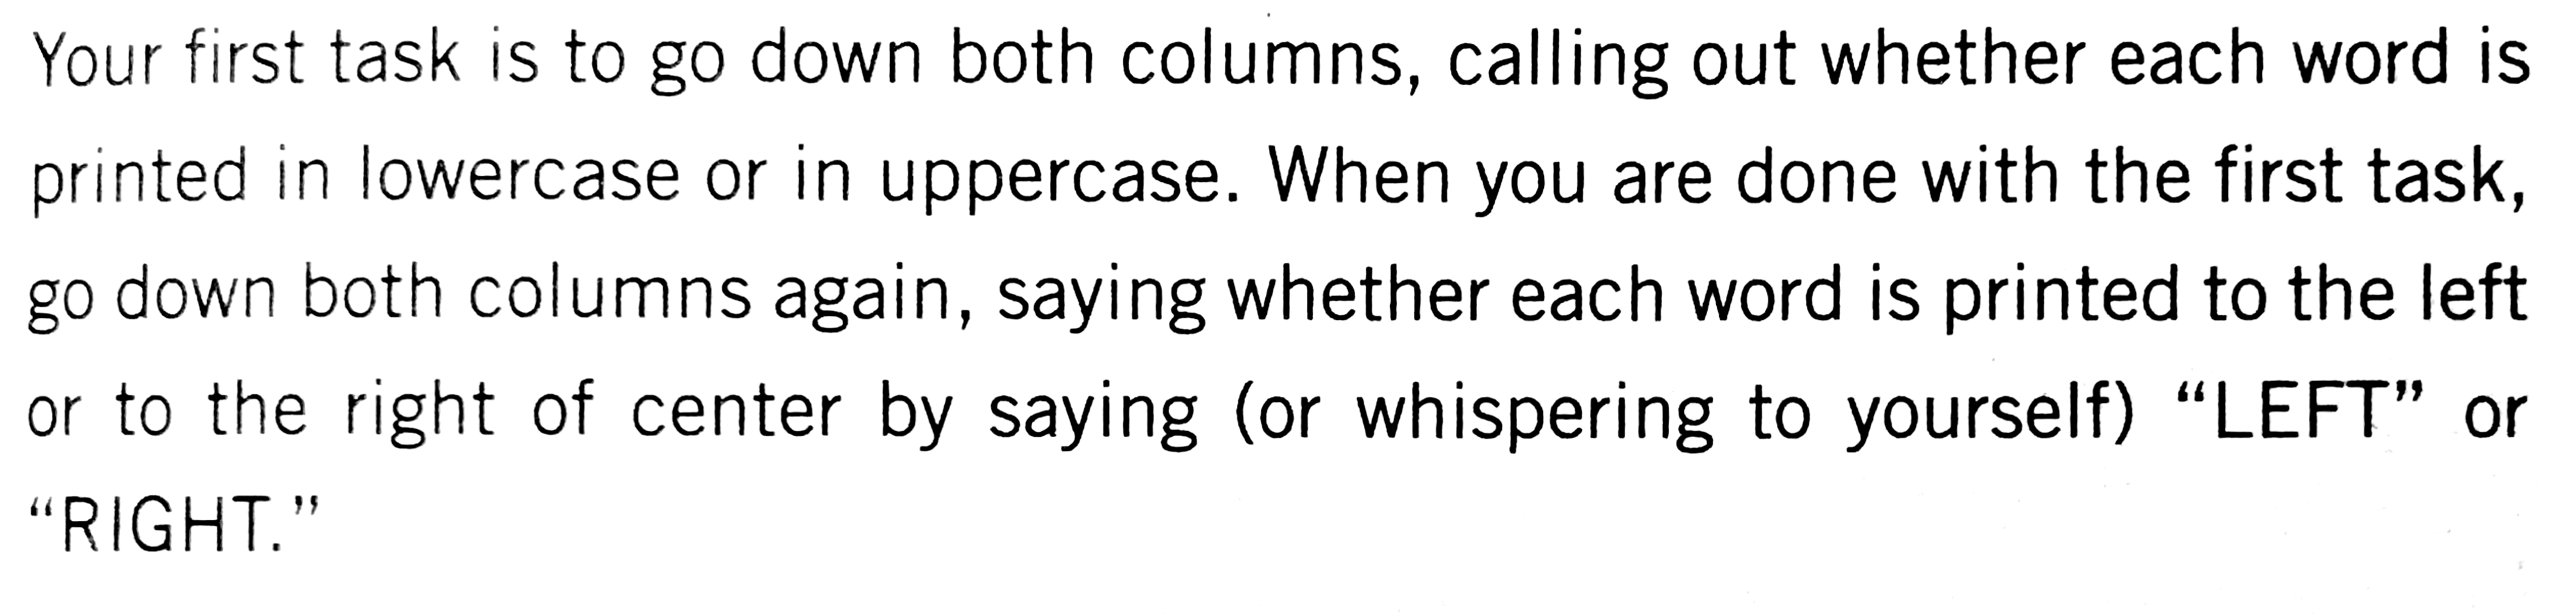 Your first task is to go down both columns, calling out whether each word is
printed in lowercase or in uppercase. When you are done with the first task,
go down both columns again, saying whether each word is printed to the left
or to the right of center by saying (or whispering to yourself) “LEFT” or
“RIGHT.”